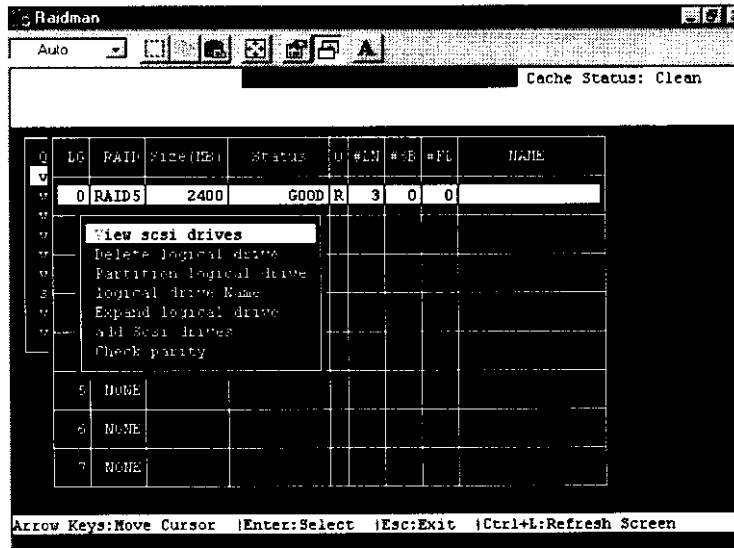 Raidman
Auto
A
Cache Status: Clean
Q LG RAID Size(MB) Status O #LN #SB #FL NAME
v
v 0 RAID5 2400 GOOD R 3 0 0
v
v View scsi drives
v Delete logical drive
v Partition logical drive
s logical drive Name
v Expand logical drive
v add Scsi drives
Check parity
5 NONE
6 NONE
7 NONE
Arrow Keys:Move Cursor |Enter:Select |Esc:Exit |Ctrl+L:Refresh Screen